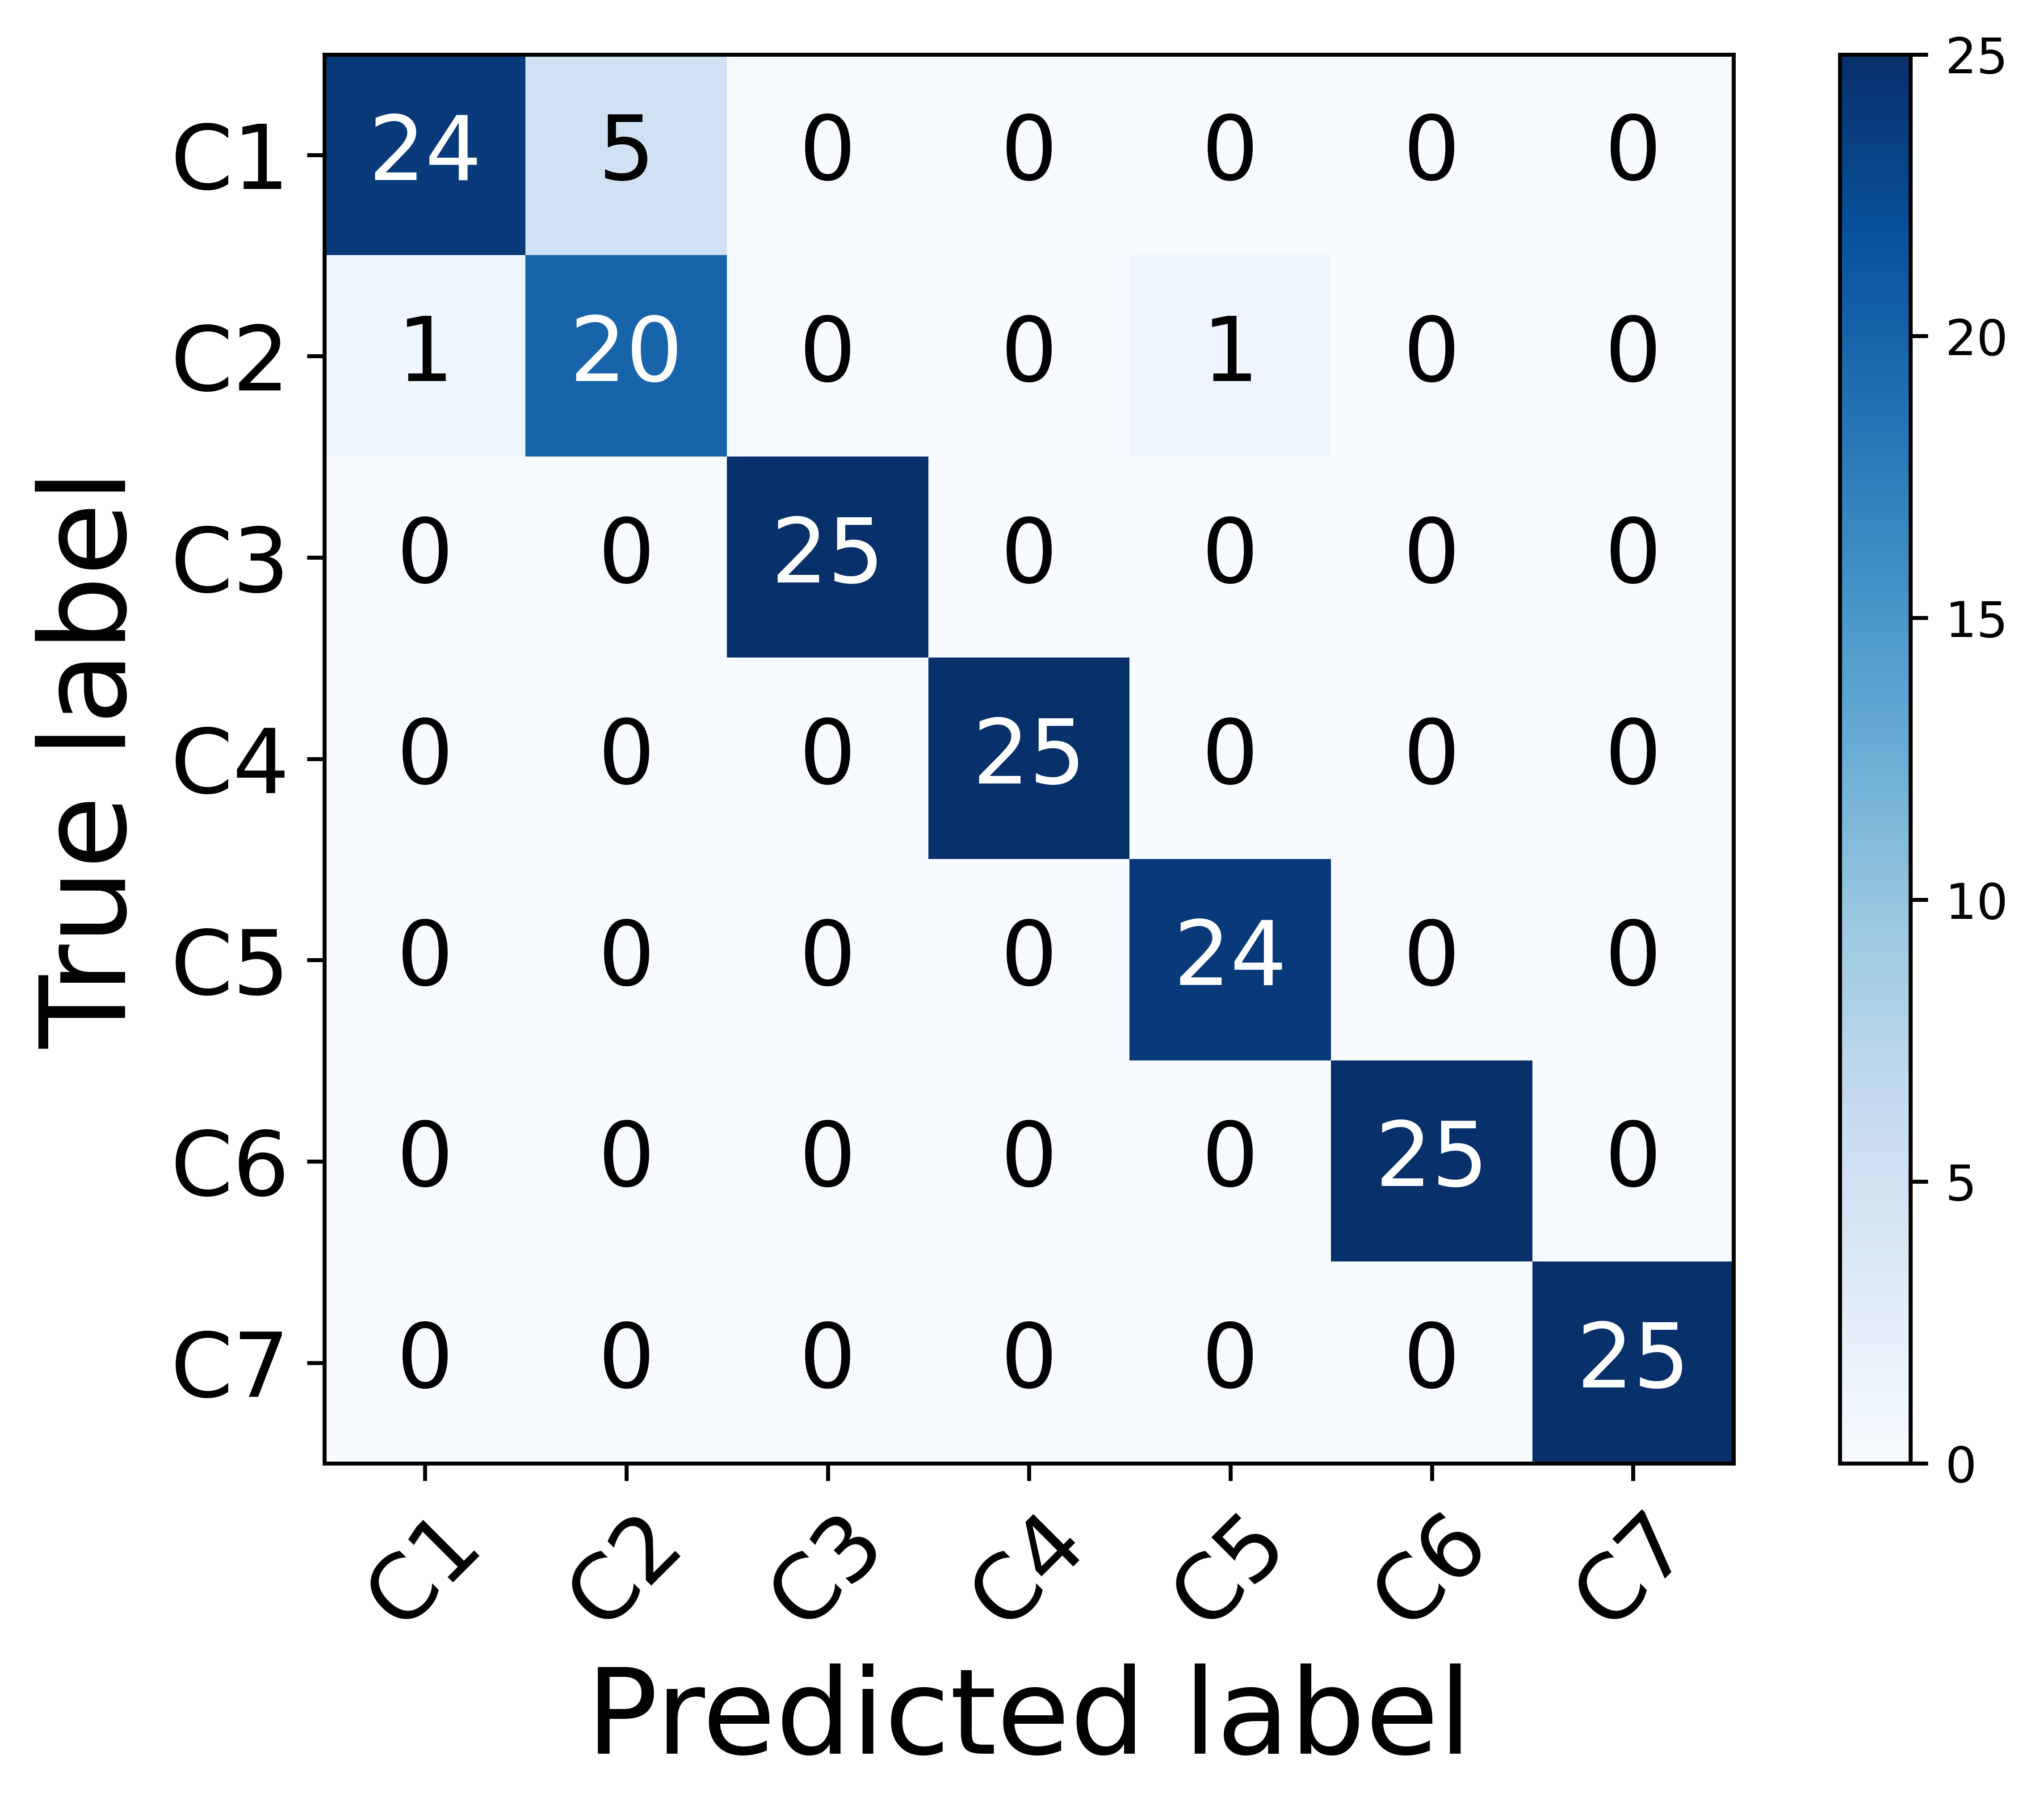 True label
C1 24 5 0 0 0 0 0
C2 1 20 0 0 1 0 0
C3 0 0 25 0 0 0 0
C4 0 0 0 25 0 0 0
C5 0 0 0 0 24 0 0
C6 0 0 0 0 0 25 0
C7 0 0 0 0 0 0 25
C1 C2 C3 C4 C5 C6 C7
Predicted label
25
20
15
10
5
0